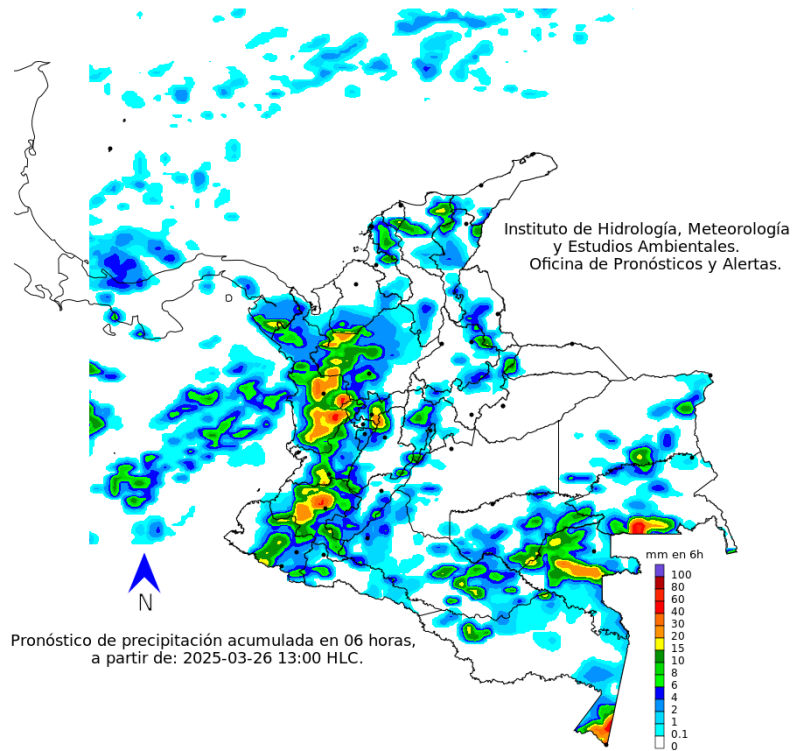 Instituto de Hidrología, Meteorología
y Estudios Ambientales.
Oficina de Pronósticos y Alertas.
mm en 6h
100
80
60
40
30
20
15
10
8
6
4
2
1
0.1
0
N
Pronóstico de precipitación acumulada en 06 horas,
a partir de: 2025-03-26 13:00 HLC.